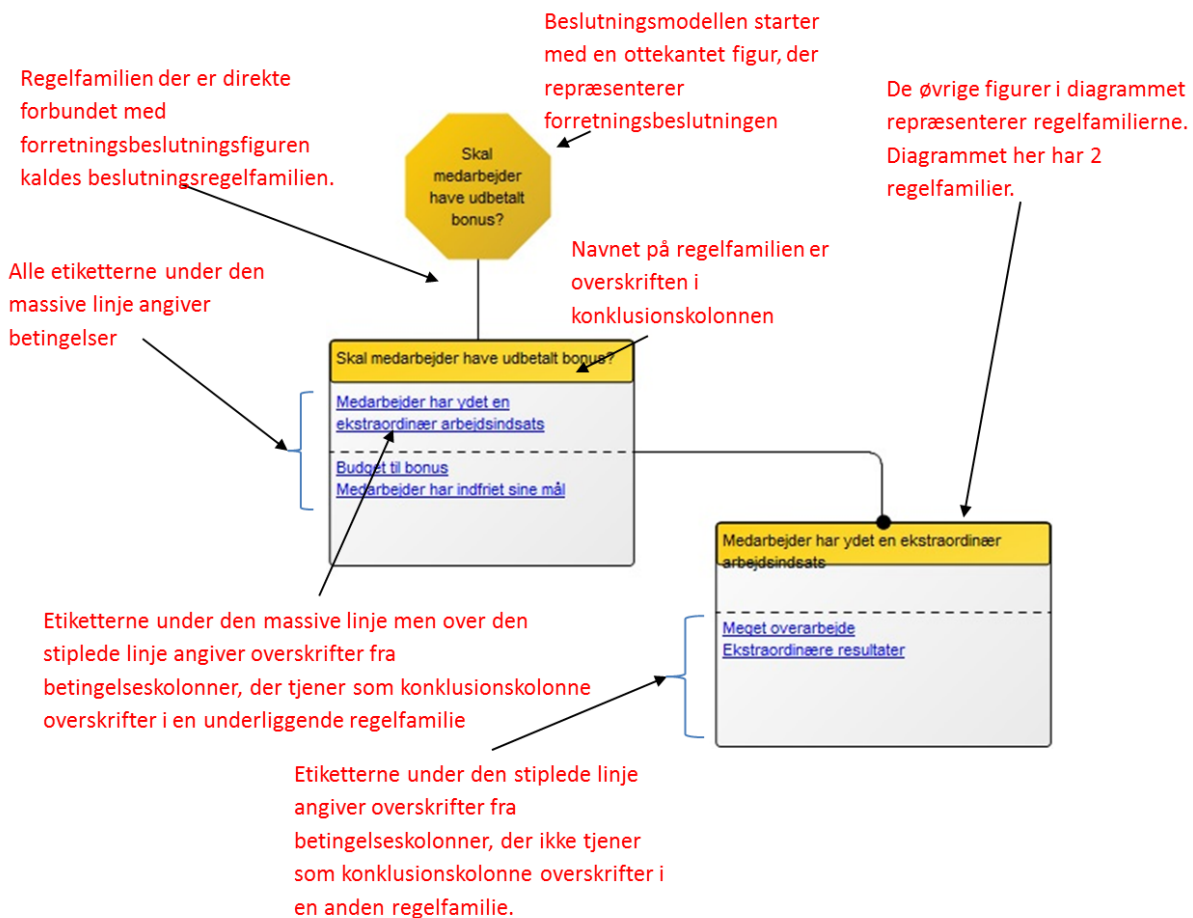 Beslutningsmodellen starter
med en ottekantet figur, der
repræsenterer
forretningsbeslutningen
Regelfamilien der er direkte
forbundet med
forretningsbeslutningsfiguren
kaldes beslutningsregelfamilien.
De øvrige figurer i diagrammet
repræsenterer regelfamilierne.
Diagrammet her har 2
regelfamilier.
Skal
medarbejder
have udbetalt
bonus?
Alle etiketterne under den
massive linje angiver
betingelser
Navnet på regelfamilien er
overskriften i
konklusionskolonnen
Skal medarbejder have udbetalt bonus?
Medarbejder har ydet en
ekstraordinær arbejdsindsats
Budget til bonus
Medarbejder har indfriet sine mål
Medarbejder har ydet en ekstraordinær
arbejdsindsats
Meget overarbejde
Ekstraordinære resultater
Etiketterne under den massive linje men over den
stiplede linje angiver overskrifter fra
betingelseskolonner, der tjener som konklusionskolonne
overskrifter i en underliggende regelfamilie
Etiketterne under den stiplede linje
angiver overskrifter fra
betingelseskolonner, der ikke tjener
som konklusionskolonne overskrifter i
en anden regelfamilie.